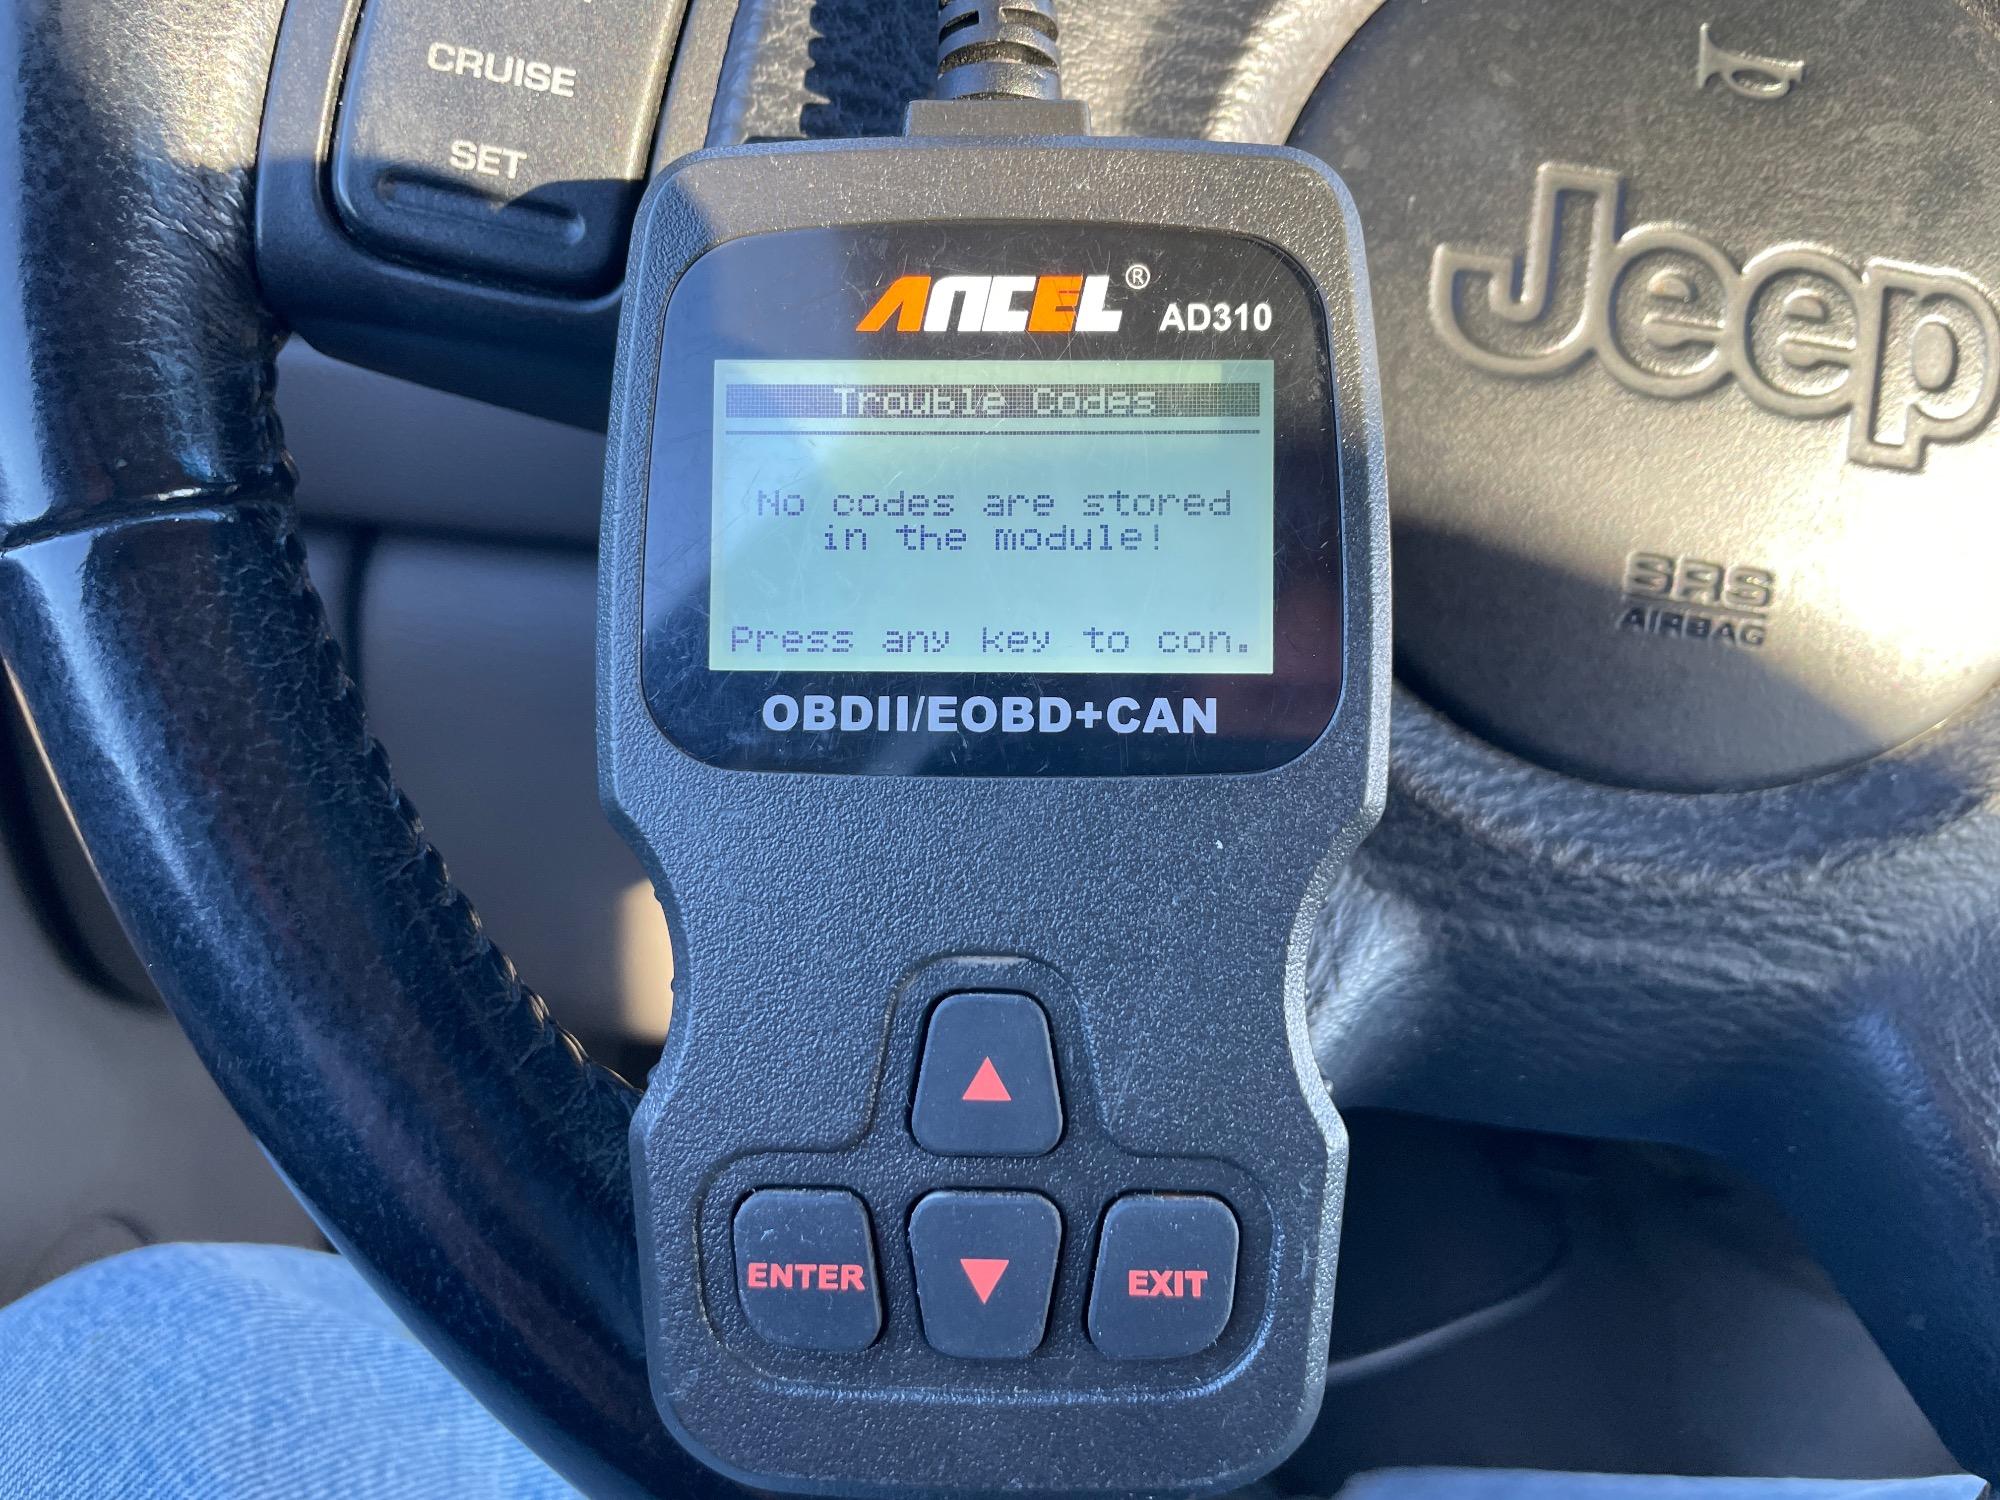 CRUISE
SET
ANCEL® AD310
Trouble Codes
No codes are stored
in the module!
Press any key to con.
OBDII/EOBD+CAN
ENTER
EXIT
Jeep
SRS
AIRBAG